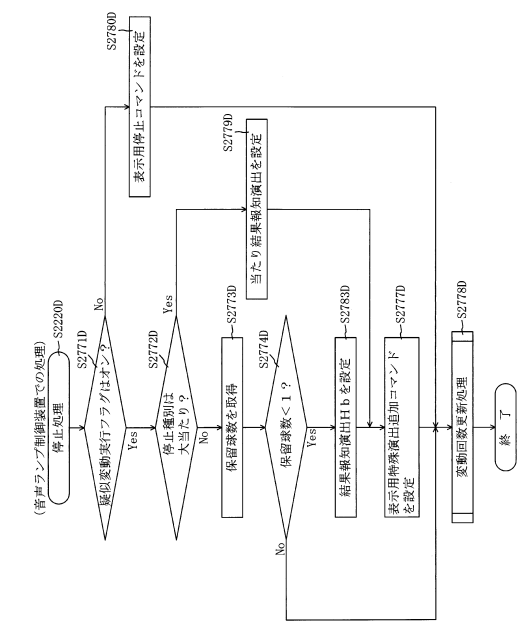 (音声ランプ制御装置での処理)
停止処理
S2220D
疑似変動実行フラグはオン?
S2771D
No
Yes
表示用停止コマンドを設定
S2780D
停止種別は
大当たり?
S2772D
Yes
No
当たり結果報知演出を設定
S2779D
保留球数を取得
S2773D
保留球数<1?
S2774D
No
Yes
結果報知演出Hbを設定
S2783D
表示用特殊演出追加コマンド
を設定
S2777D
変動回数更新処理
S2778D
終 了